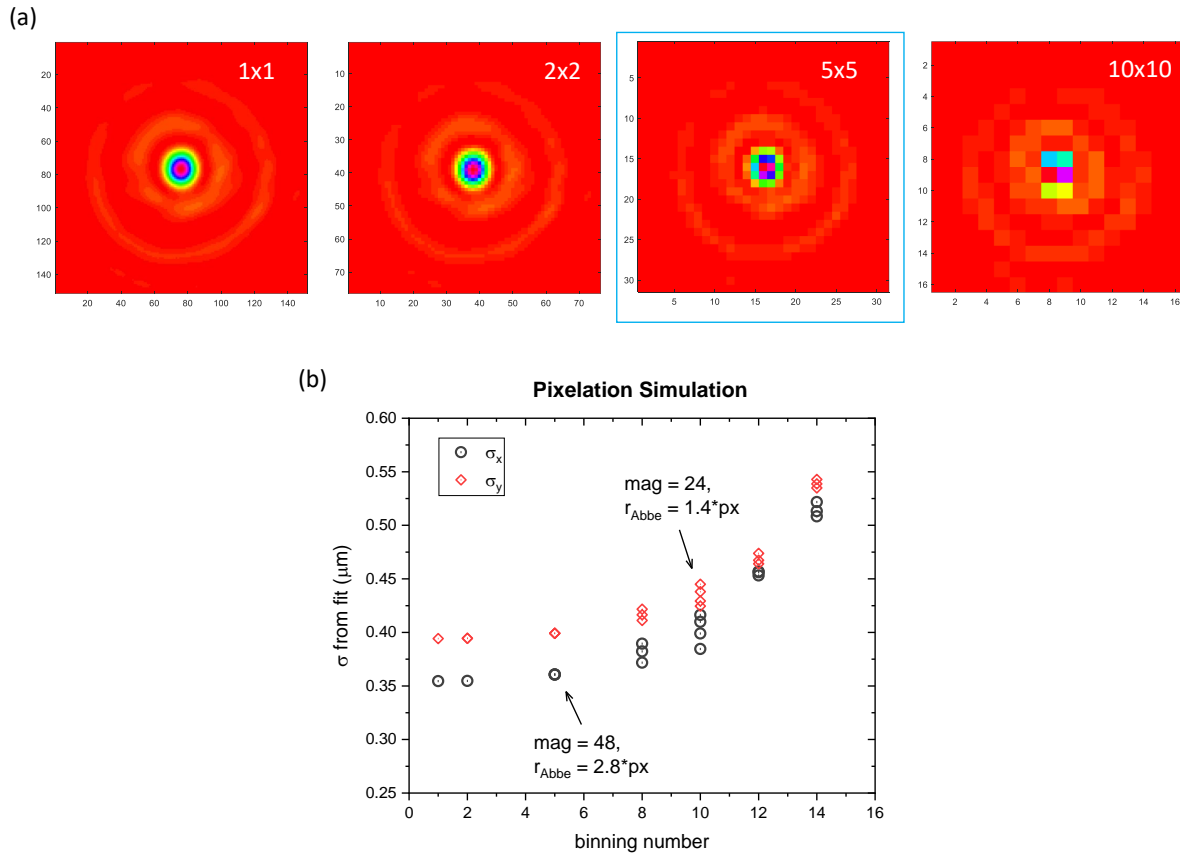 (a)
1x1
2x2
5x5
10x10
20
40
60
80
100
120
140
20 40 60 80 100 120 140
10
20
30
40
50
60
70
10 20 30 40 50 60 70
5
10
15
20
25
30
5 10 15 20 25 30
2
4
6
8
10
12
14
16
2 4 6 8 10 12 14 16
(b)
Pixelation Simulation
σx
σy
mag = 24,
rAbbe = 1.4*px
mag = 48,
rAbbe = 2.8*px
σ from fit (μm)
0.60
0.55
0.50
0.45
0.40
0.35
0.30
0.25
0 2 4 6 8 10 12 14 16
binning number